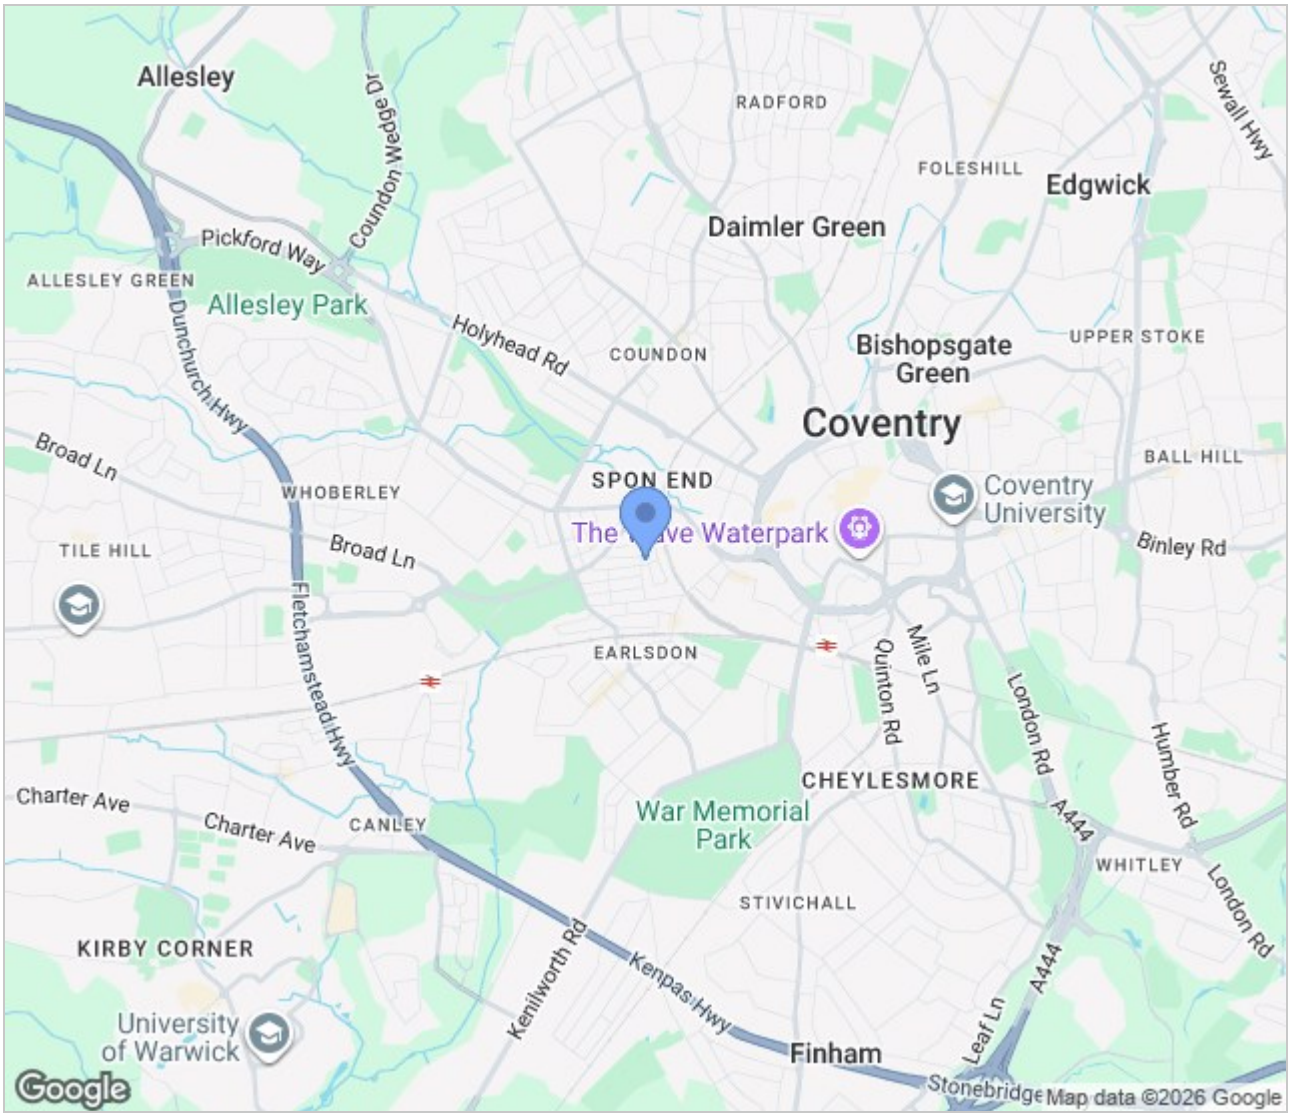 Allesley
Coundon Wedge Dr
RADFORD
Sewall Hwy
FOLESHILL
Edgwick
Daimler Green
Pickford Way
ALLESLEY GREEN
Allesley Park
Dunchurch Hwy
Holyhead Rd
COUNDON
Bishopsgate
Green
UPPER STOKE
Coventry
Broad Ln
BALL HILL
SPON END
WHOBERLEY
Coventry
University
The Wave Waterpark
Binley Rd
TILE HILL
Broad Ln
Fletchamstead Hwy
EARLSDON
Mile Ln
Quinton Rd
London Rd
Humber Rd
CHEYLESMORE
Charter Ave
Charter Ave
CANLEY
War Memorial
Park
A444
WHITLEY
London Rd
STIVICHALL
KIRBY CORNER
Kenilworth Rd
Kenpas Hwy
A444
Leaf Ln
University
of Warwick
Finham
Stonebridge
Google
Map data ©2026 Google